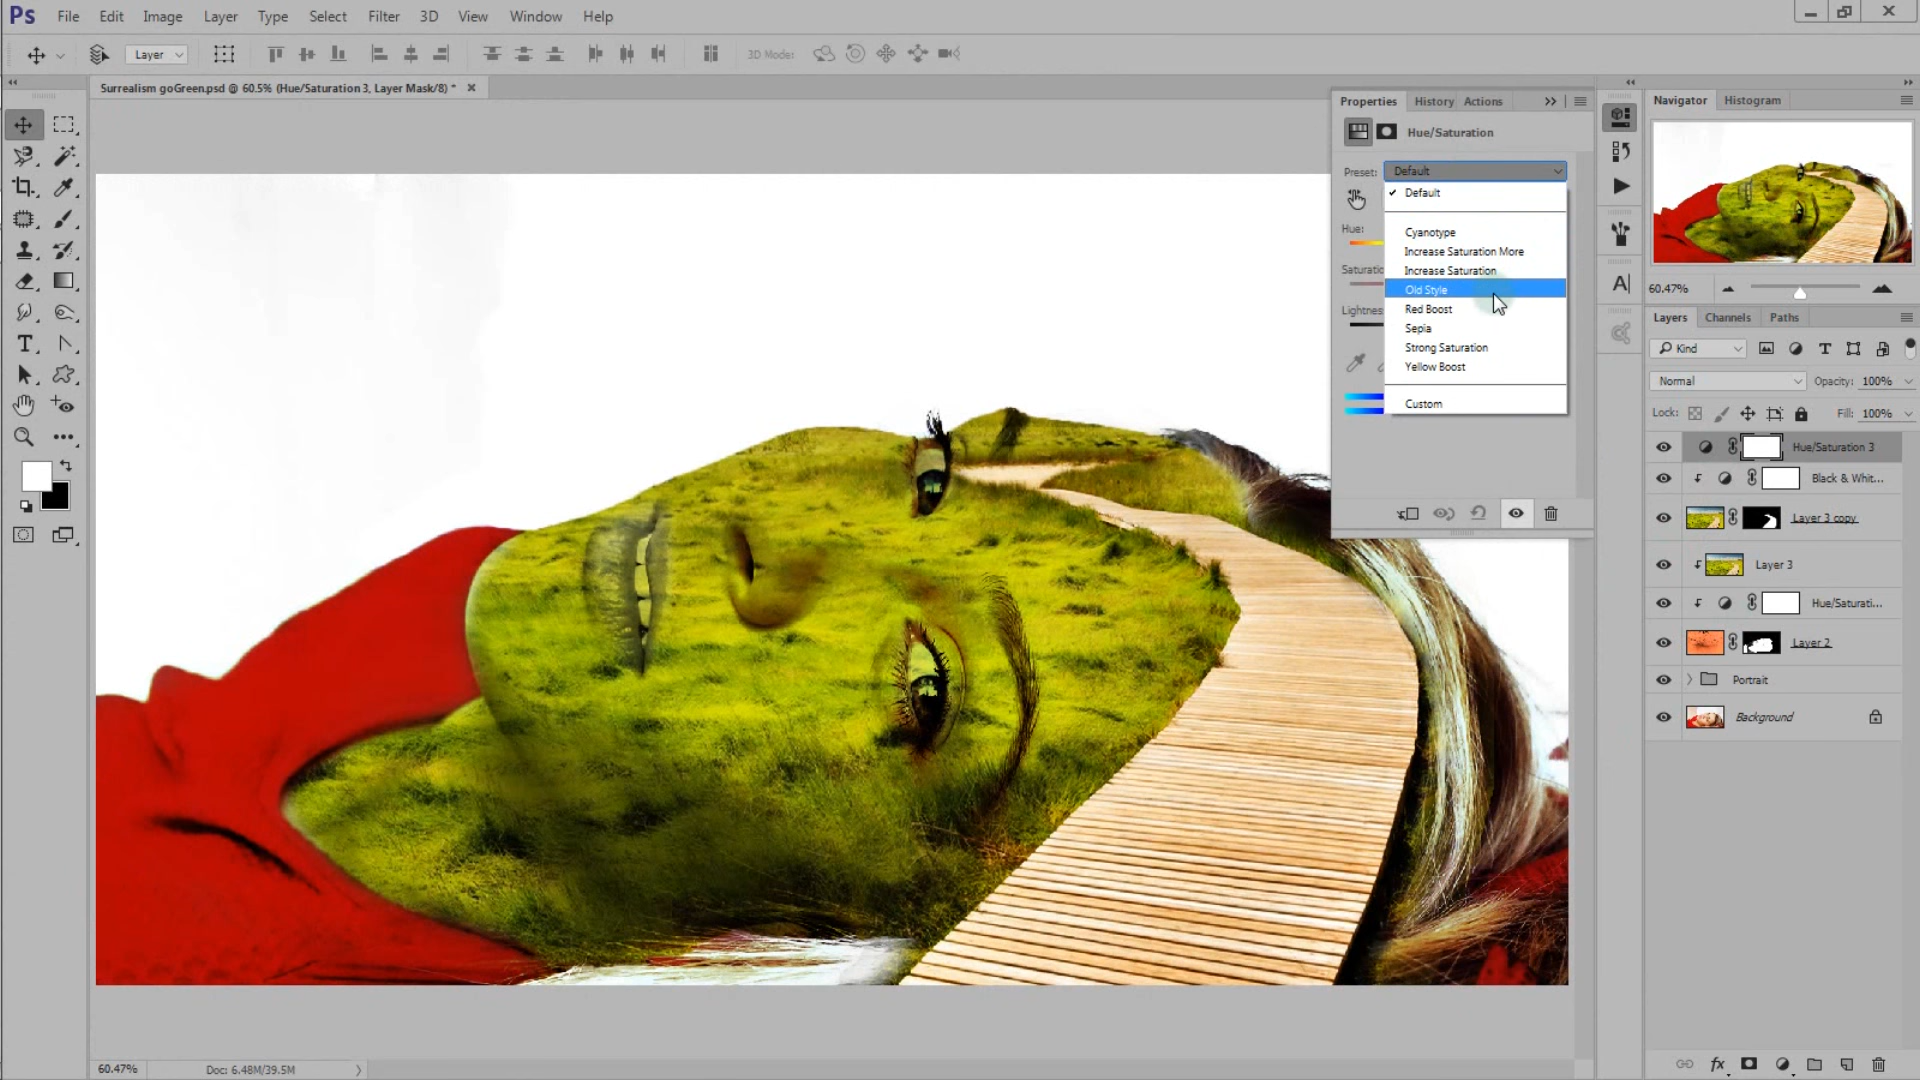 Ps File Edit Image Layer Type Select Filter 3D View Window Help
Layer 3D Mode:
Surrealism goGreen.psd @ 60.5% (Hue/Saturation 3, Layer Mask/8) *
Properties History Actions
Hue/Saturation
Preset: Default
Default
Hue:
Cyanotype
Increase Saturation More
Saturatio
Increase Saturation
Old Style
Lightness
Red Boost
Sepia
Strong Saturation
Yellow Boost
Custom
Navigator Histogram
60.47%
Layers Channels Paths
Kind
Normal Opacity: 100%
Lock: Fill: 100%
Hue/Saturation 3
Black & Whit...
Layer 3 copy
Layer 3
Hue/Saturati...
Layer 2
Portrait
Background
60.47% Doc: 6.48M/39.5M